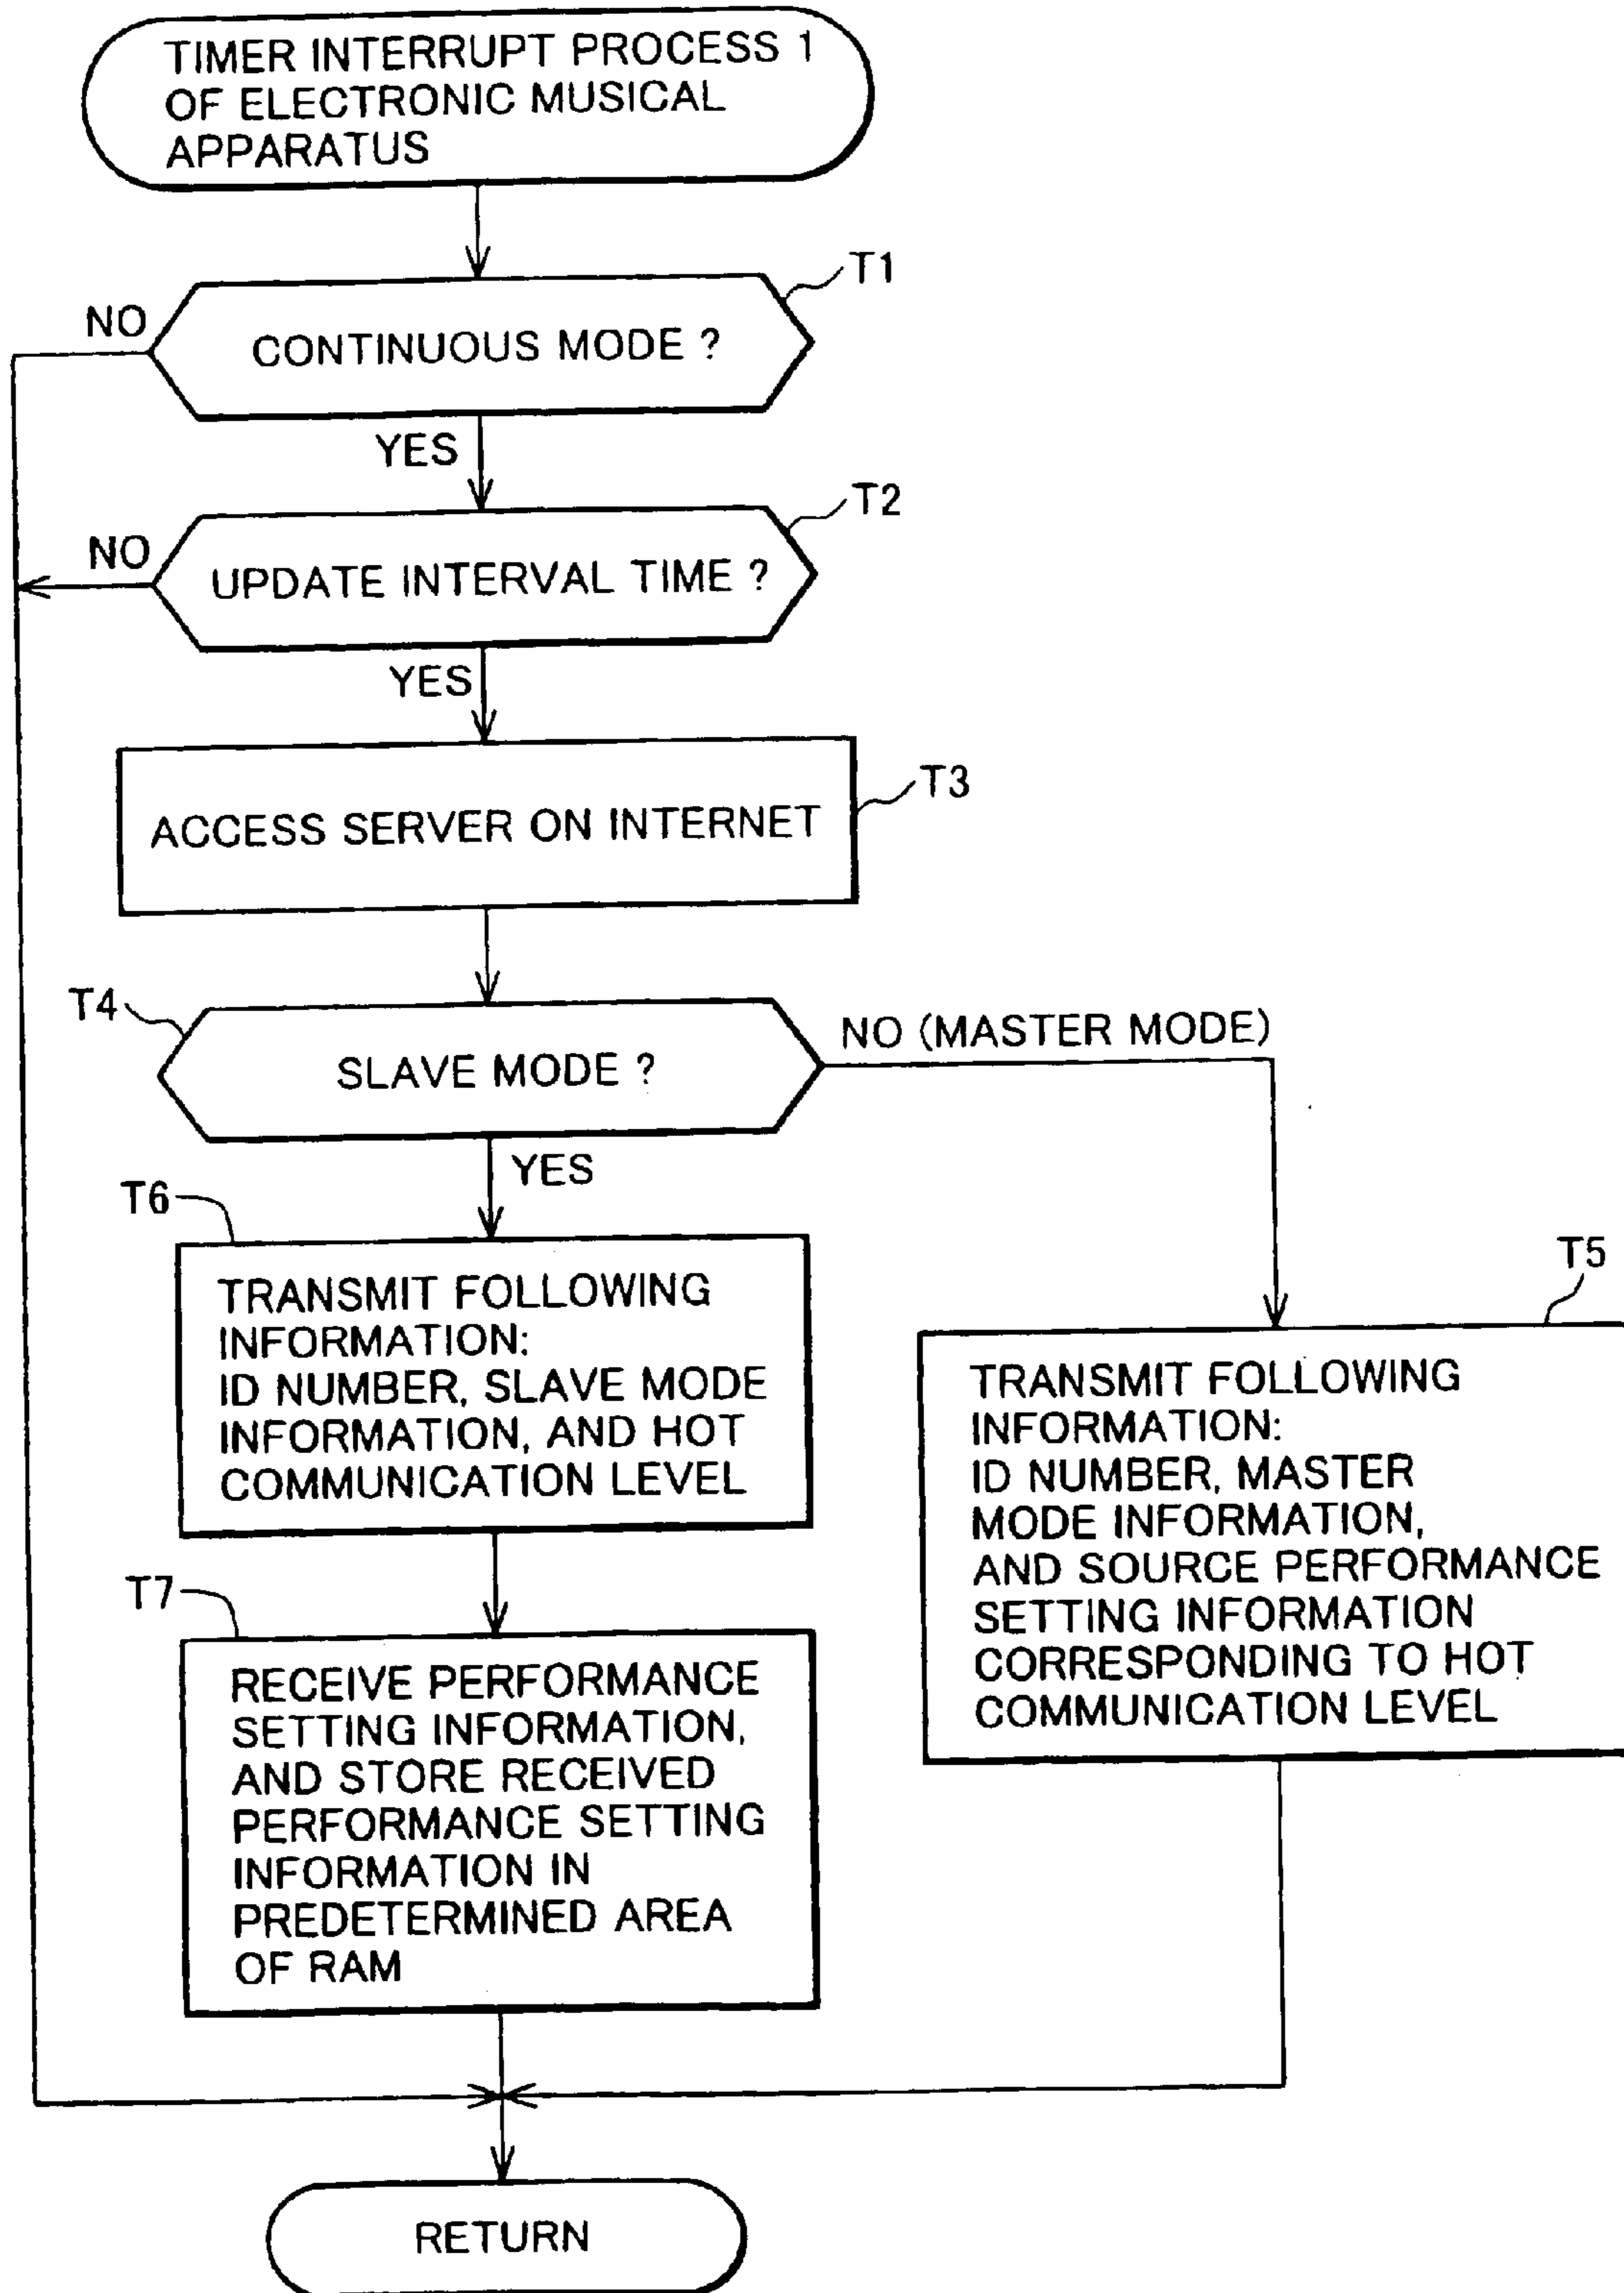 TIMER INTERRUPT PROCESS 1
OF ELECTRONIC MUSICAL
APPARATUS
T1
NO
CONTINUOUS MODE ?
YES
T2
NO
UPDATE INTERVAL TIME ?
YES
T3
ACCESS SERVER ON INTERNET
T4
NO (MASTER MODE)
SLAVE MODE ?
YES
T6
TRANSMIT FOLLOWING
INFORMATION:
ID NUMBER, SLAVE MODE
INFORMATION, AND HOT
COMMUNICATION LEVEL
T5
TRANSMIT FOLLOWING
INFORMATION:
ID NUMBER, MASTER
MODE INFORMATION,
AND SOURCE PERFORMANCE
SETTING INFORMATION
CORRESPONDING TO HOT
COMMUNICATION LEVEL
T7
RECEIVE PERFORMANCE
SETTING INFORMATION,
AND STORE RECEIVED
PERFORMANCE SETTING
INFORMATION IN
PREDETERMINED AREA
OF RAM
RETURN